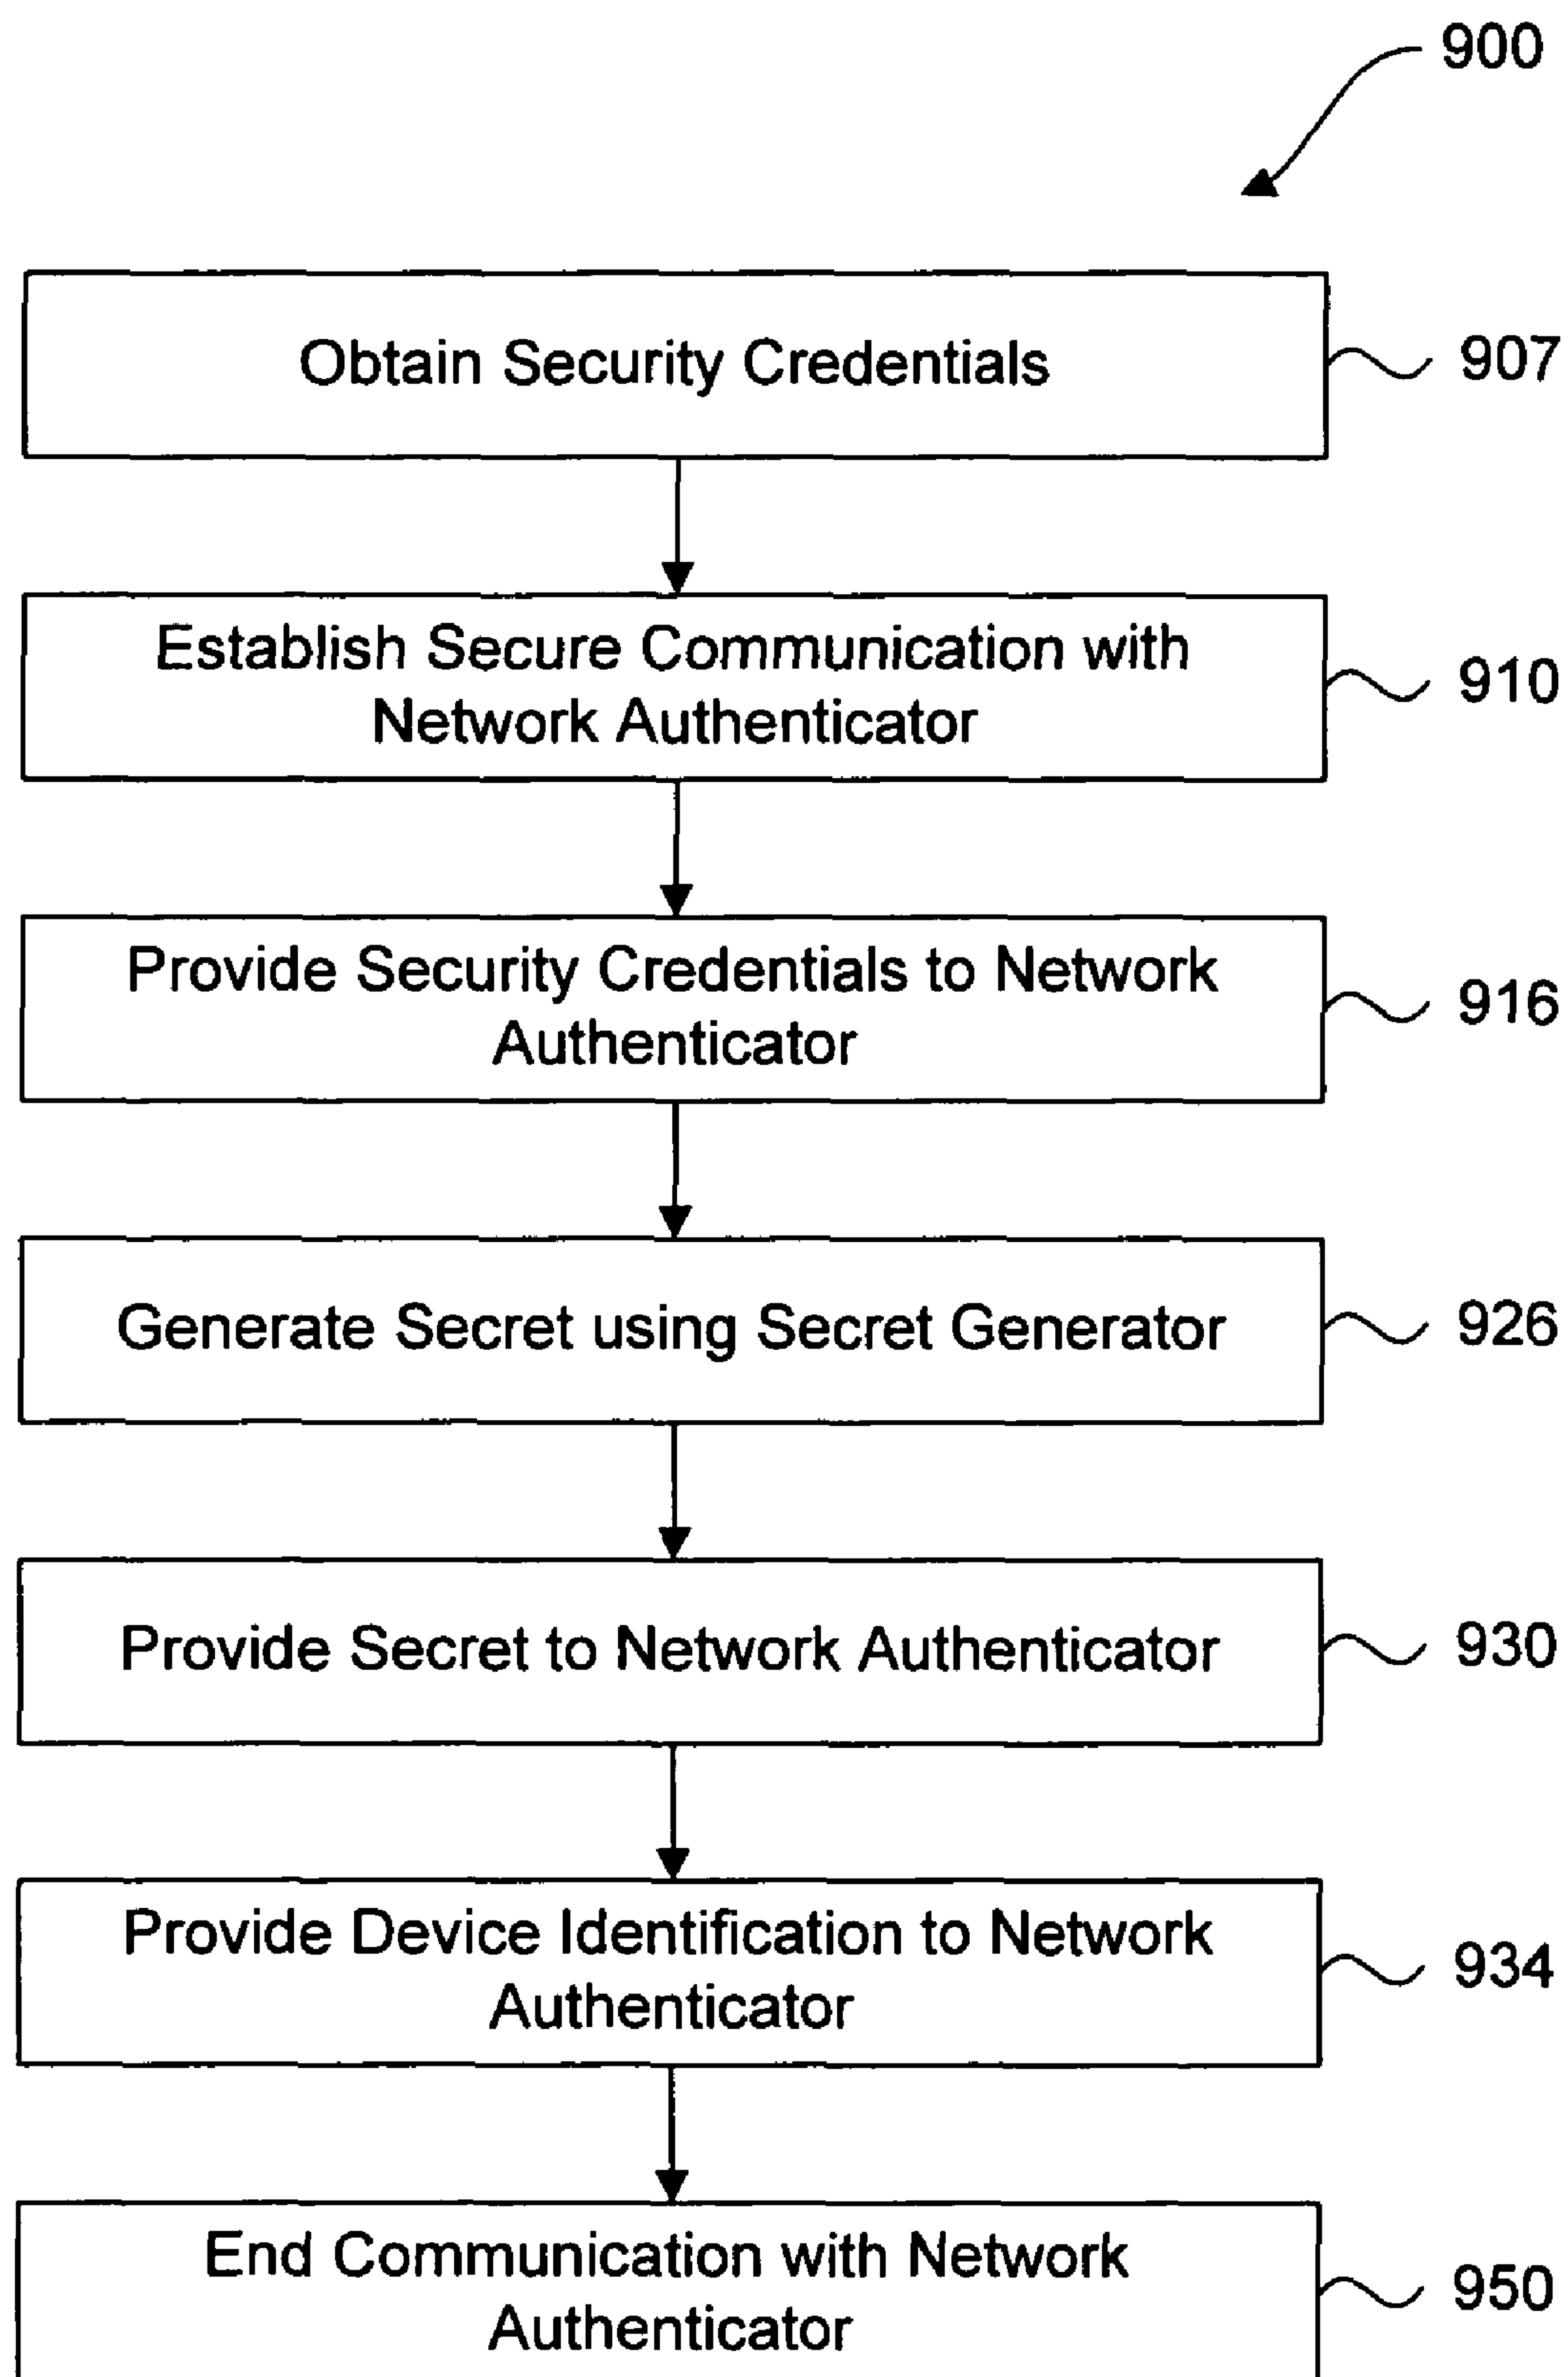 900
Obtain Security Credentials
907
Establish Secure Communication with
Network Authenticator
910
Provide Security Credentials to Network
Authenticator
916
Generate Secret using Secret Generator
926
Provide Secret to Network Authenticator
930
Provide Device Identification to Network
Authenticator
934
End Communication with Network
Authenticator
950